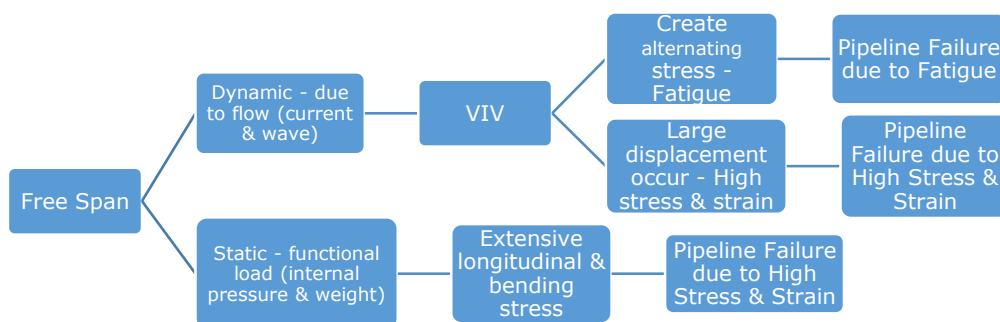 Free Span
Dynamic - due
to flow (current
& wave)
VIV
Create
alternating
stress -
Fatigue
Pipeline Failure
due to Fatigue
Large
displacement
occur - High
stress & strain
Pipeline
Failure due to
High Stress &
Strain
Static - functional
load (internal
pressure & weight)
Extensive
longitudinal &
bending
stress
Pipeline Failure
due to High
Stress & Strain